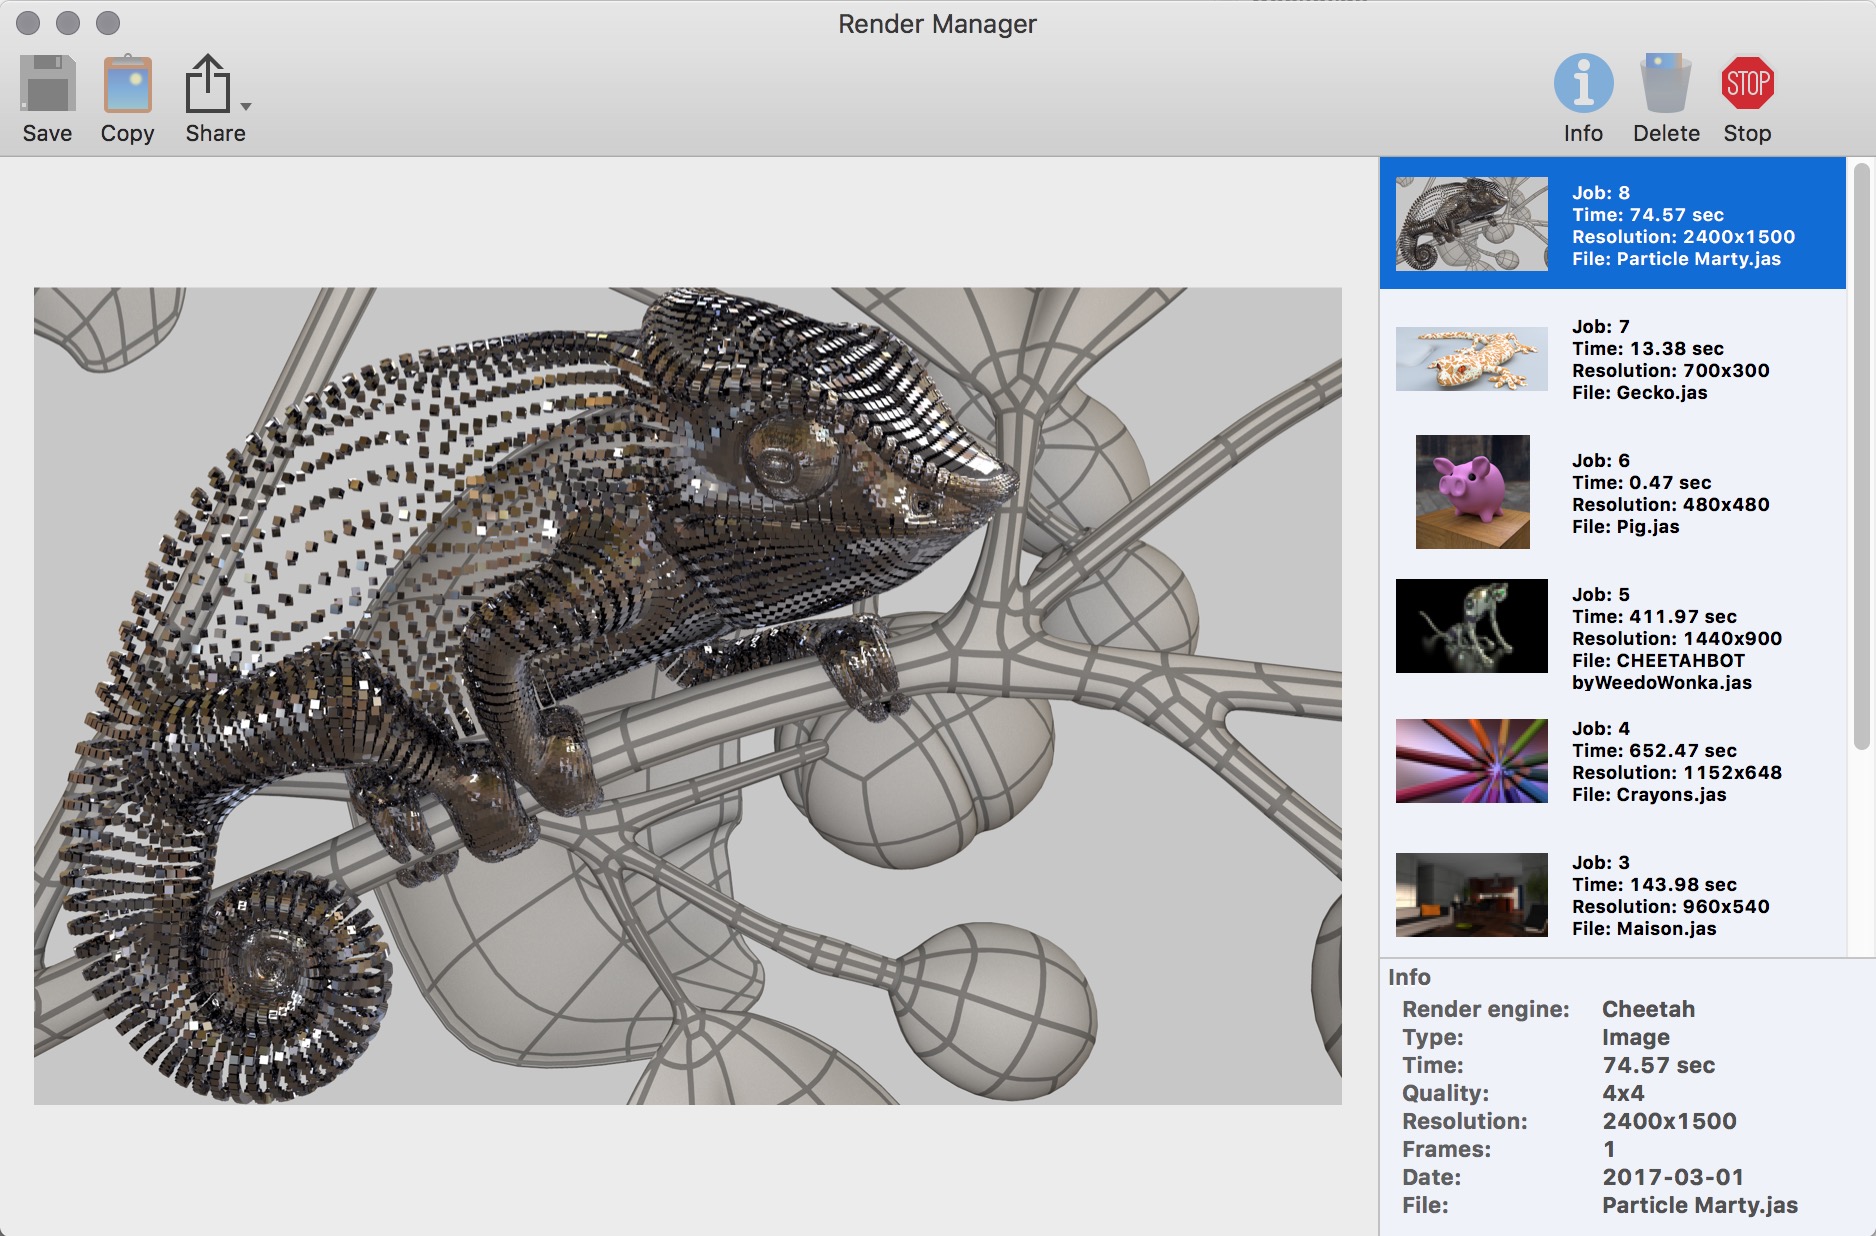 Render Manager
Save
Copy
Share
Info
STOP
Delete
Stop
Job: 8
Time: 74.57 sec
Resolution: 2400x1500
File: Particle Marty.jas
Job: 7
Time: 13.38 sec
Resolution: 700x300
File: Gecko.jas
Job: 6
Time: 0.47 sec
Resolution: 480x480
File: Pig.jas
Job: 5
Time: 411.97 sec
Resolution: 1440x900
File: CHEETAHBOT
byWeedoWonka.jas
Job: 4
Time: 652.47 sec
Resolution: 1152x648
File: Crayons.jas
Job: 3
Time: 143.98 sec
Resolution: 960x540
File: Maison.jas
Info
Render engine: Cheetah
Type: Image
Time: 74.57 sec
Quality: 4x4
Resolution: 2400x1500
Frames: 1
Date: 2017-03-01
File: Particle Marty.jas